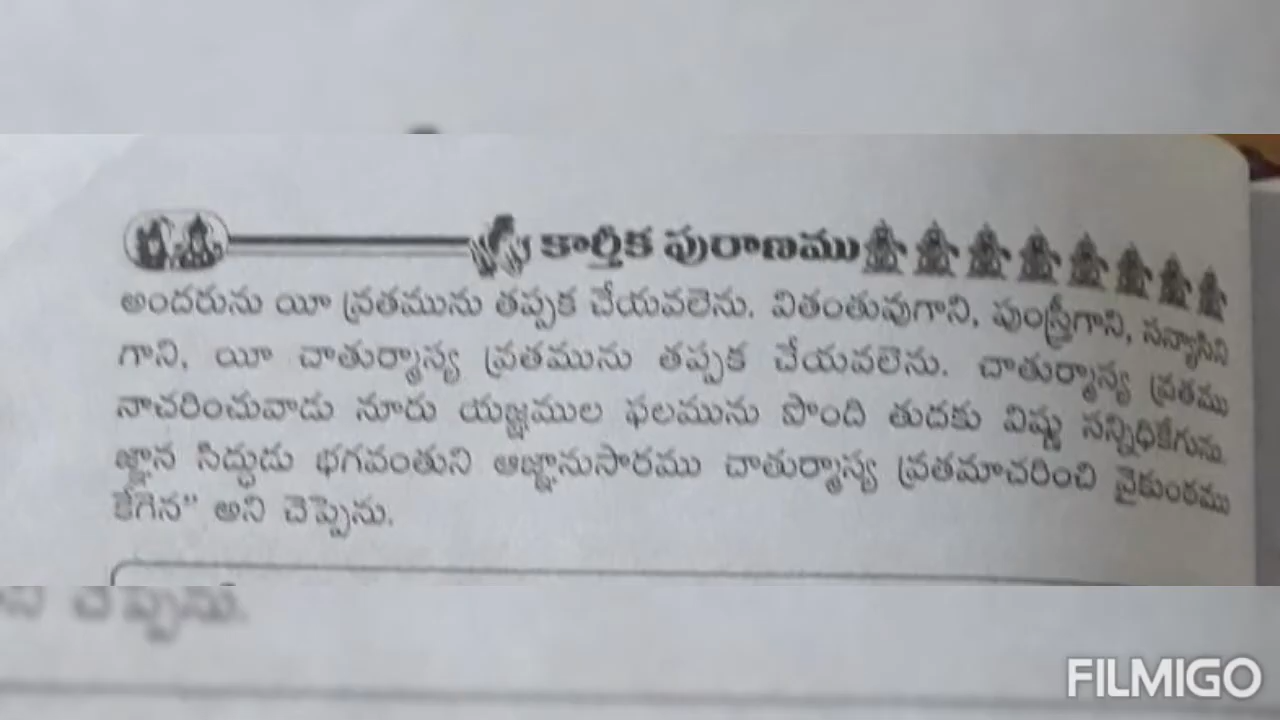 కార్తీక పురాణము
అందరును యీ వ్రతమును తప్పక చేయవలెను. వితంతువుగాని, పుంస్త్రీగాని, సన్యాసిని
గాని, యీ చాతుర్మాస్య వ్రతమును తప్పక చేయవలెను. చాతుర్మాస్య వ్రతము
నాచరించువాడు నూరు యజ్ఞముల ఫలమును పొంది తుదకు విష్ణు సన్నిధికేగును.
జ్ఞాన సిద్ధుడు భగవంతుని ఆజ్ఞానుసారము చాతుర్మాస్య వ్రతమాచరించి వైకుంఠము
కేగెన" అని చెప్పెను.
చెప్పెను.
FILMIGO